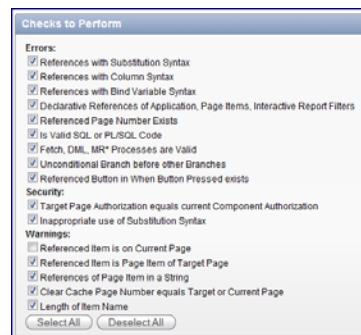 Checks to Perform
Errors:
References with Substitution Syntax
References with Column Syntax
References with Bind Variable Syntax
Declarative References of Application, Page Items, Interactive Report Filters
Referenced Page Number Exists
Is Valid SQL or PL/SQL Code
Fetch, DML, MR* Processes are Valid
Unconditional Branch before other Branches
Referenced Button in When Button Pressed exists
Security:
Target Page Authorization equals current Component Authorization
Inappropriate use of Substitution Syntax
Warnings:
Referenced Item is on Current Page
Referenced Item is Page Item of Target Page
References of Page Item in a String
Clear Cache Page Number equals Target or Current Page
Length of Item Name
Select All Deselect All